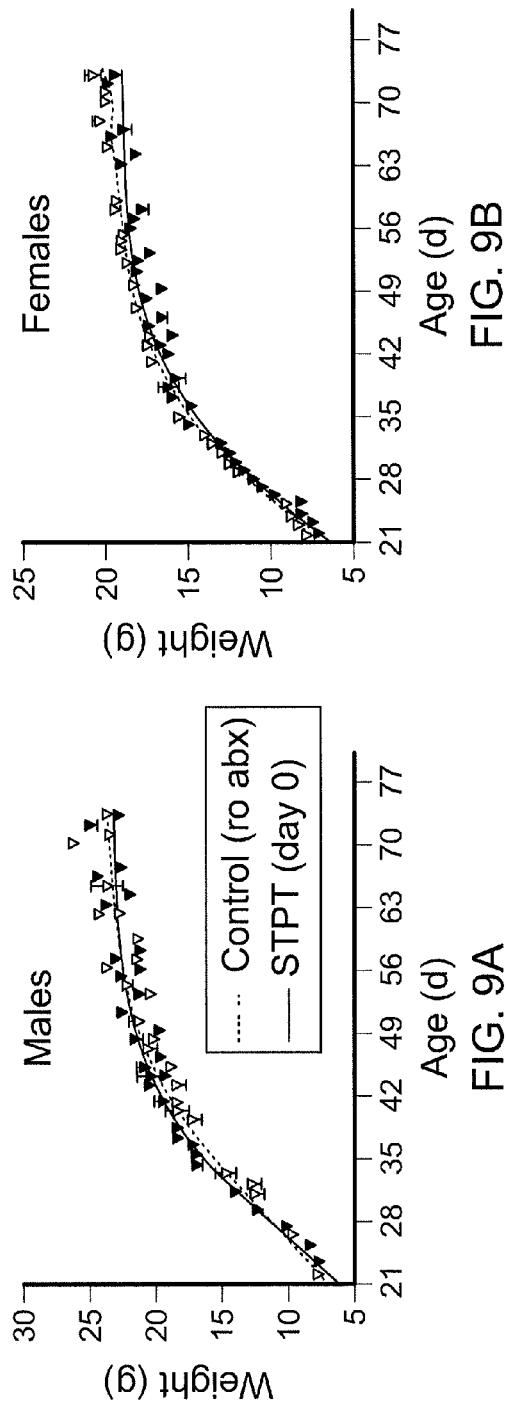 Males
Weight (g)
30
25
20
15
10
5
21 28 35 42 49 56 63 70 77
Age (d)
Control (ro abx)
STPT (day 0)
FIG. 9A
Females
Weight (g)
25
20
15
10
5
21 28 35 42 49 56 63 70 77
Age (d)
FIG. 9B